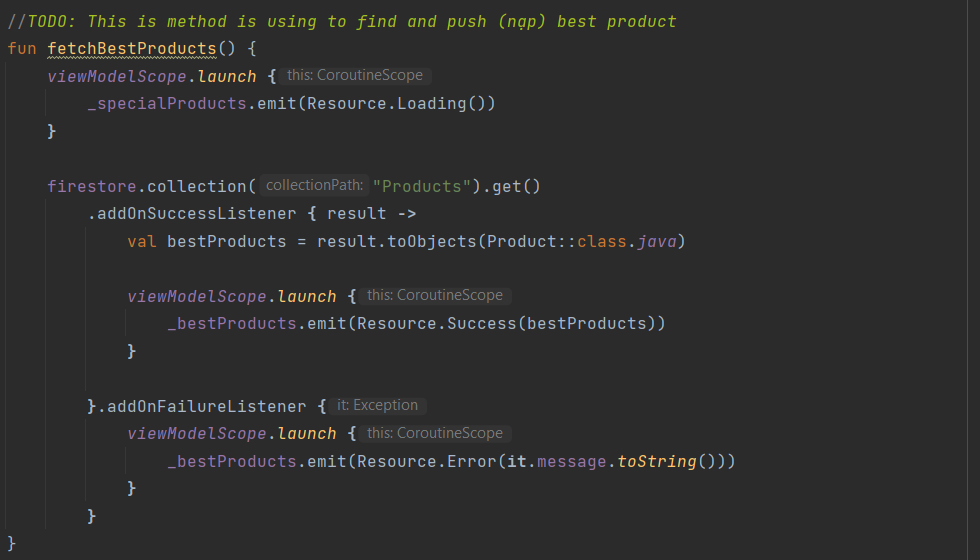 //TODO: This is method is using to find and push (nạp) best product
fun fetchBestProducts() {
viewModelScope.launch { this: CoroutineScope
_specialProducts.emit(Resource.Loading())
}
firestore.collection( collectionPath: "Products").get()
.addOnSuccessListener { result ->
val bestProducts = result.toObjects(Product::class.java)
viewModelScope.launch { this: CoroutineScope
_bestProducts.emit(Resource.Success(bestProducts))
}
}.addOnFailureListener { it: Exception
viewModelScope.launch { this: CoroutineScope
_bestProducts.emit(Resource.Error(it.message.toString()))
}
}
}